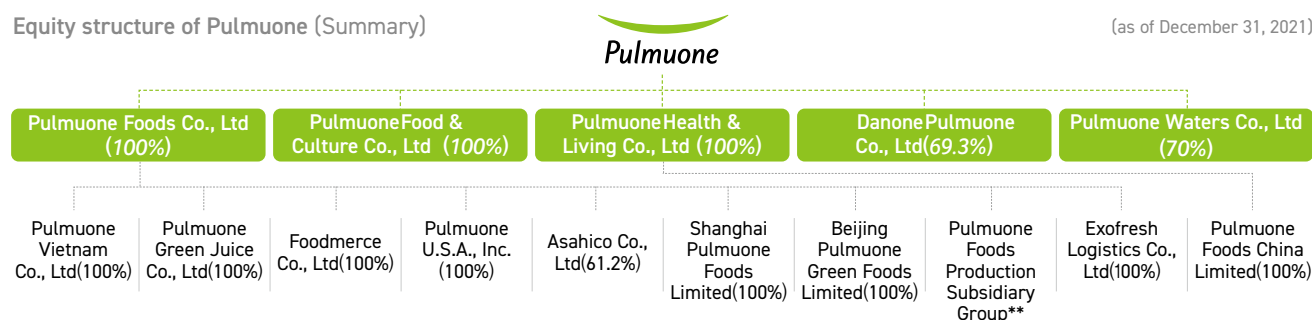 Equity structure of Pulmuone (Summary)
Pulmuone
(as of December 31, 2021)
Pulmuone Foods Co., Ltd
(100%)
Pulmuone Food &
Culture Co., Ltd (100%)
Pulmuone Health &
Living Co., Ltd (100%)
Danone Pulmuone
Co., Ltd(69.3%)
Pulmuone Waters Co., Ltd
(70%)
Pulmuone
Vietnam
Co., Ltd(100%)
Pulmuone
Green Juice
Co., Ltd(100%)
Foodmerce
Co., Ltd(100%)
Pulmuone
U.S.A., Inc.
(100%)
Asahico Co.,
Ltd(61.2%)
Shanghai
Pulmuone
Foods
Limited(100%)
Beijing
Pulmuone
Green Foods
Limited(100%)
Pulmuone
Foods
Production
Subsidiary
Group**
Exofresh
Logistics Co.,
Ltd(100%)
Pulmuone
Foods China
Limited(100%)